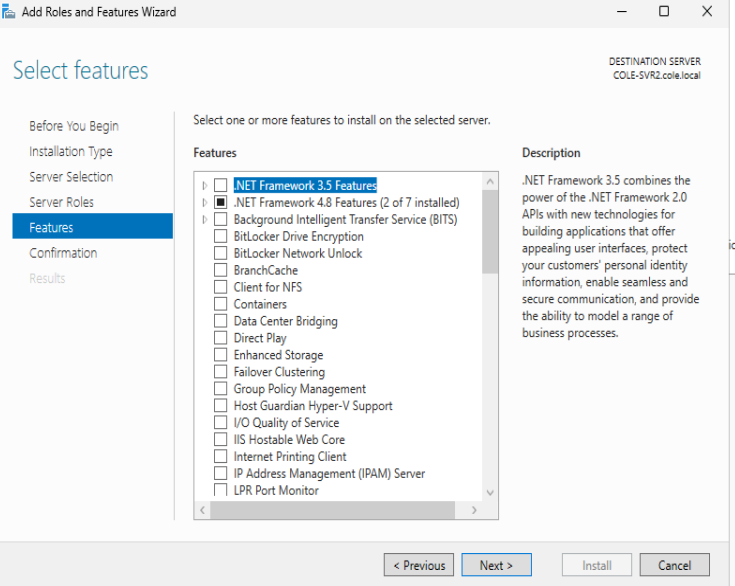 Add Roles and Features Wizard
Select features
DESTINATION SERVER
COLE-SVR2.cole.local
Before You Begin
Installation Type
Server Selection
Server Roles
Features
Confirmation
Results
Select one or more features to install on the selected server.
Features
.NET Framework 3.5 Features
.NET Framework 4.8 Features (2 of 7 installed)
Background Intelligent Transfer Service (BITS)
BitLocker Drive Encryption
BitLocker Network Unlock
BranchCache
Client for NFS
Containers
Data Center Bridging
Direct Play
Enhanced Storage
Failover Clustering
Group Policy Management
Host Guardian Hyper-V Support
I/O Quality of Service
IIS Hostable Web Core
Internet Printing Client
IP Address Management (IPAM) Server
LPR Port Monitor
Description
.NET Framework 3.5 combines the
power of the .NET Framework 2.0
APIs with new technologies for
building applications that offer
appealing user interfaces, protect
your customers' personal identity
information, enable seamless and
secure communication, and provide
the ability to model a range of
business processes.
< Previous
Next >
Install
Cancel